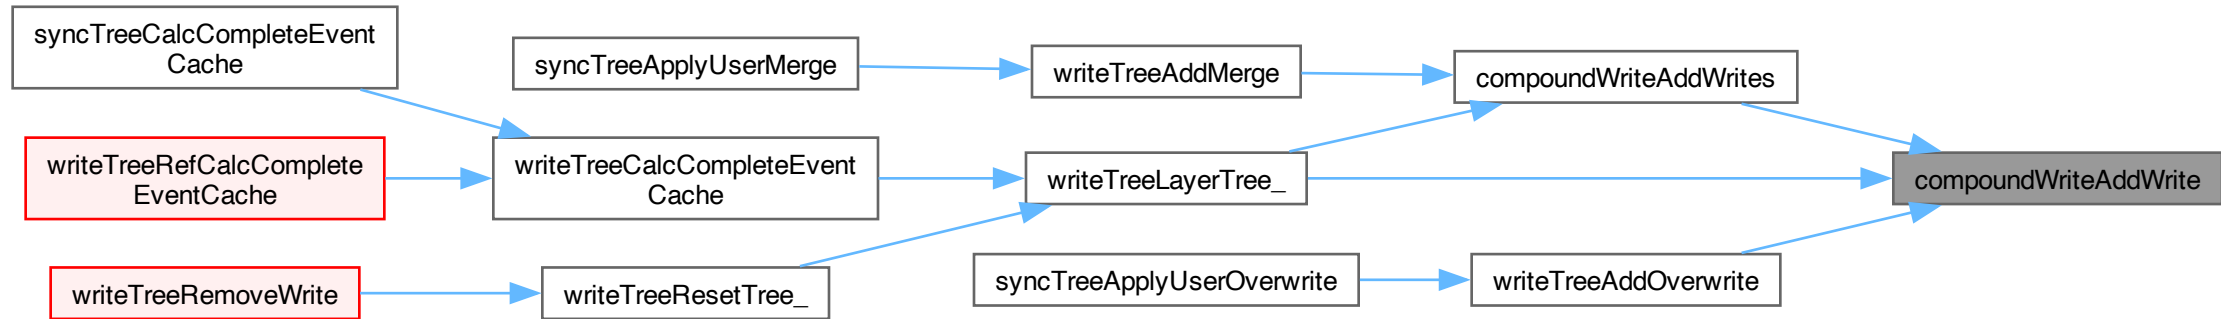 syncTreeCalcCompleteEvent
Cache
syncTreeApplyUserMerge
writeTreeAddMerge
compoundWriteAddWrites
writeTreeRefCalcComplete
EventCache
writeTreeCalcCompleteEvent
Cache
writeTreeLayerTree_
compoundWriteAddWrite
writeTreeRemoveWrite
writeTreeResetTree_
syncTreeApplyUserOverwrite
writeTreeAddOverwrite